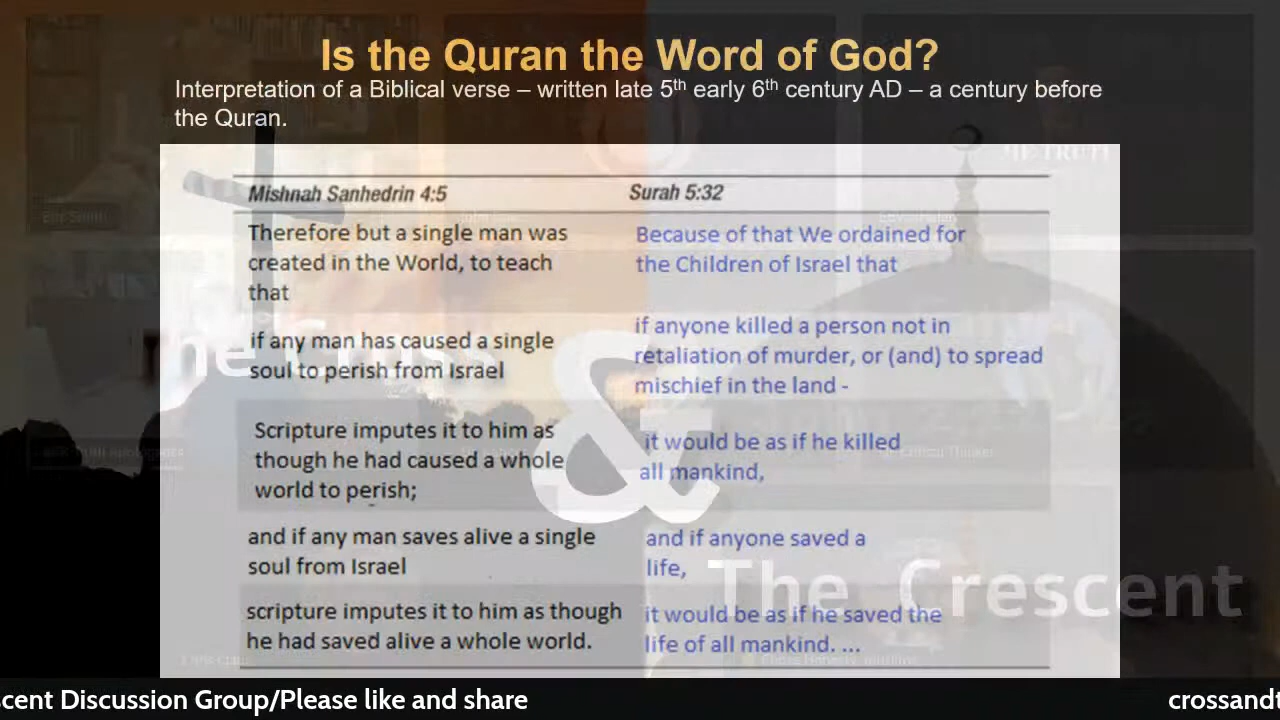 Is the Quran the Word of God?
Interpretation of a Biblical verse – written late 5th early 6th century AD – a century before
the Quran.
Mishnah Sanhedrin 4:5
Surah 5:32
Therefore but a single man was
created in the World, to teach
that
Because of that We ordained for
the Children of Israel that
if any man has caused a single
soul to perish from Israel
if anyone killed a person not in
retaliation of murder, or (and) to spread
mischief in the land -
Scripture imputes it to him as
though he had caused a whole
world to perish;
it would be as if he killed
all mankind,
and if any man saves alive a single
soul from Israel
and if anyone saved a
life,
scripture imputes it to him as though
he had saved alive a whole world.
it would be as if he saved the
life of all mankind. ...
The Cross
&
The Crescent
scent Discussion Group/Please like and share
crossandt